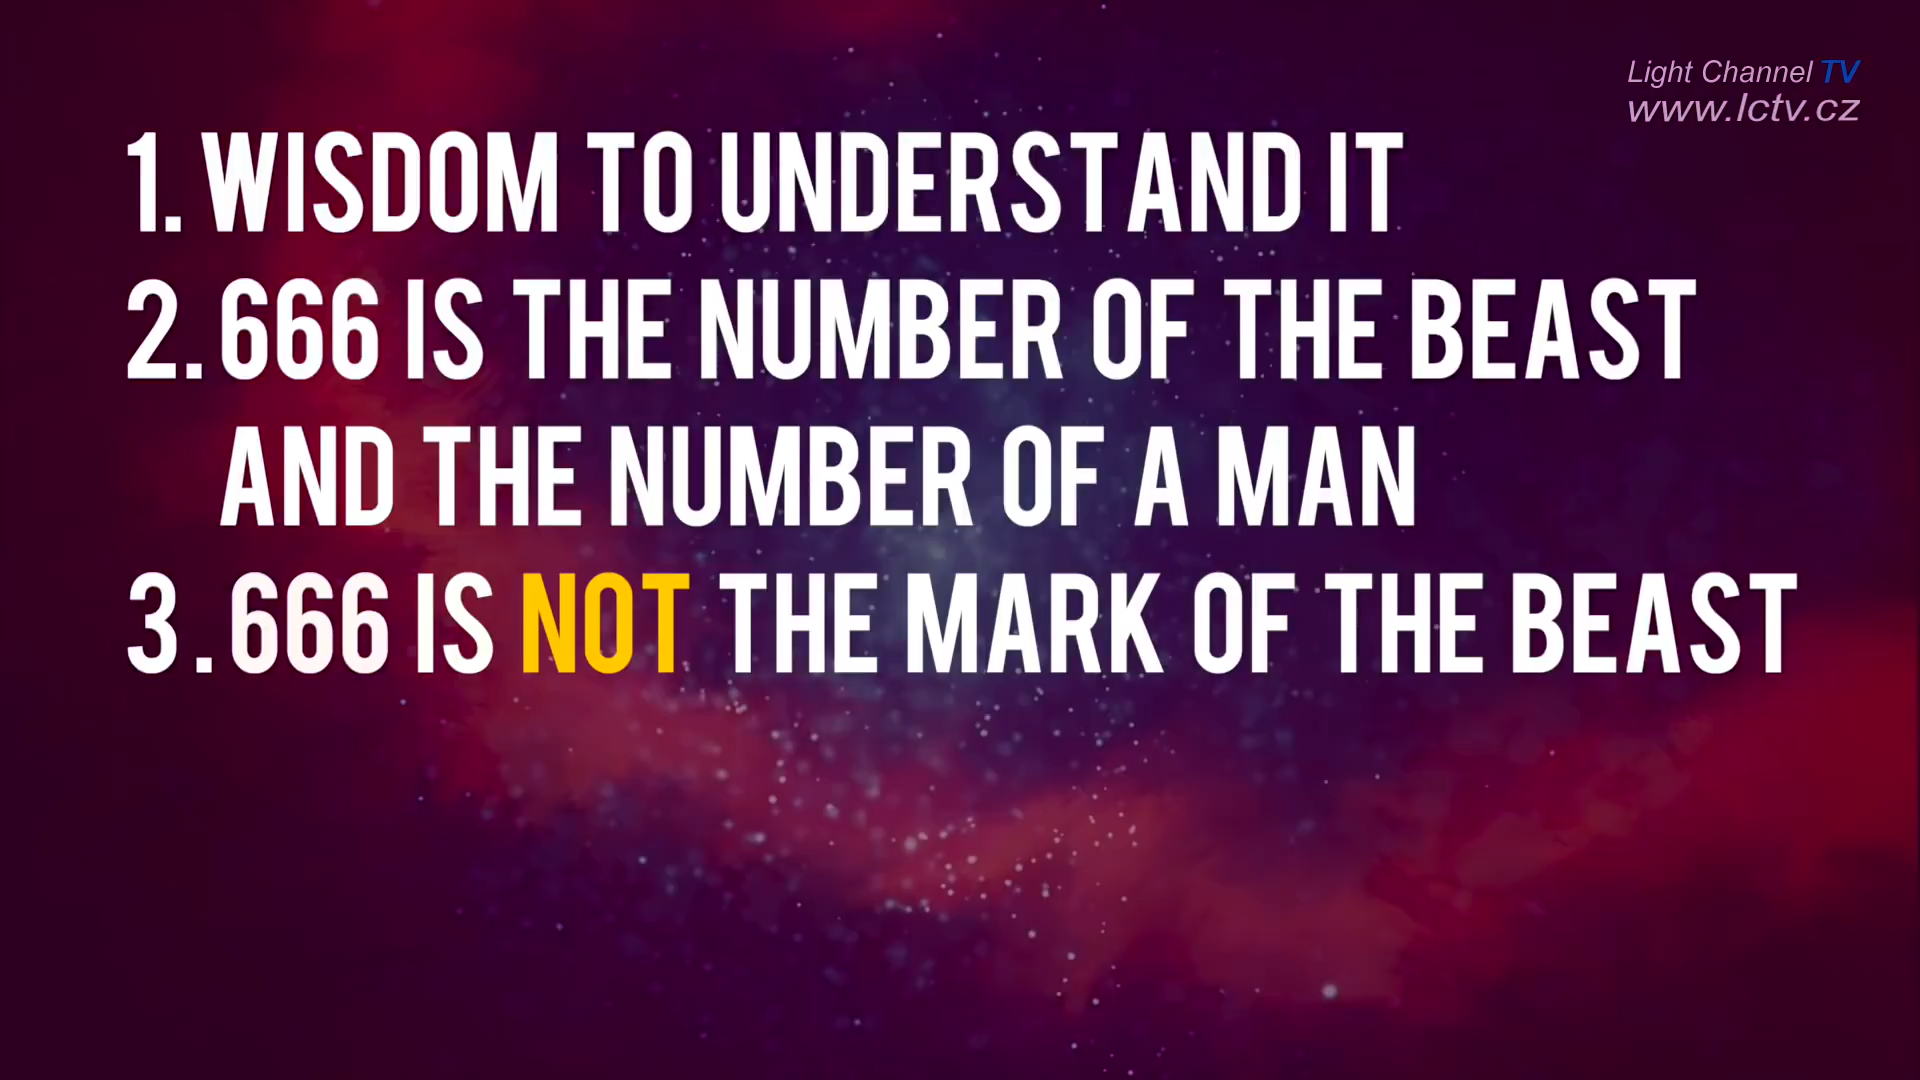 Light Channel TV
www.lctv.cz
1. WISDOM TO UNDERSTAND IT
2. 666 IS THE NUMBER OF THE BEAST
AND THE NUMBER OF A MAN
3. 666 IS NOT THE MARK OF THE BEAST